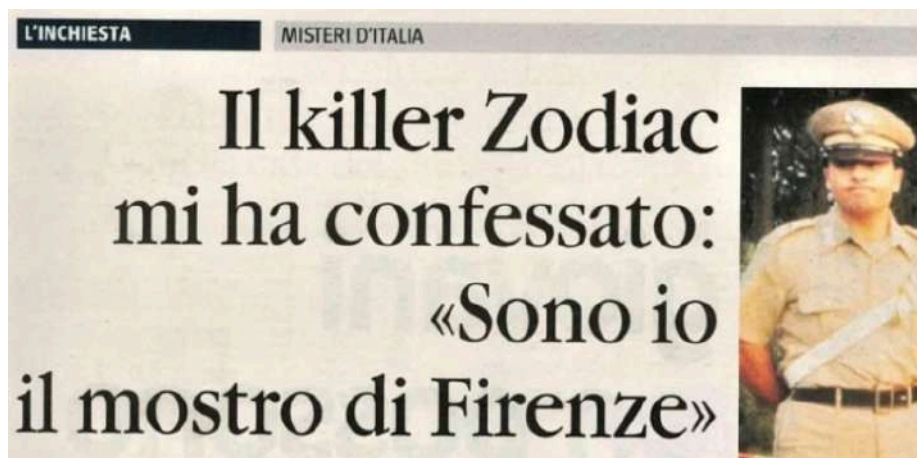 L'INCHIESTA
MISTERI D'ITALIA
Il killer Zodiac
mi ha confessato:
«Sono io
il mostro di Firenze»